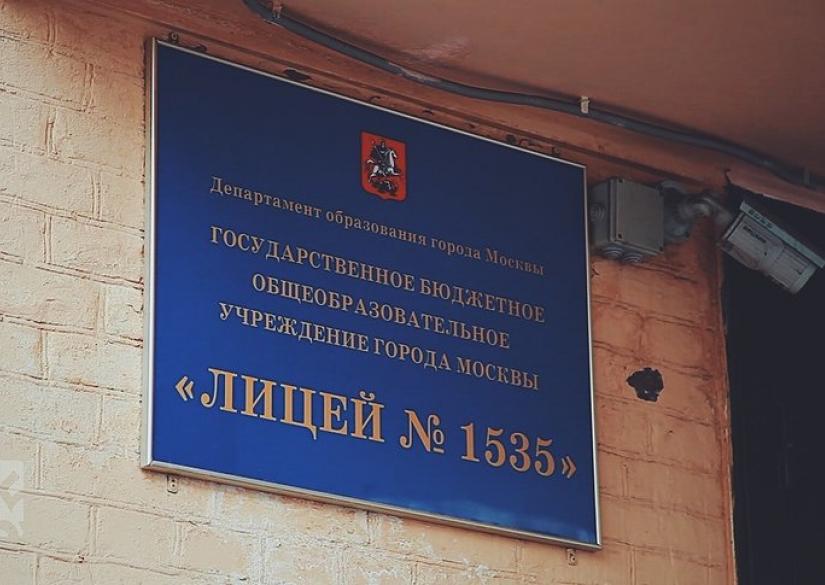 Департамент образования города Москвы
ГОСУДАРСТВЕННОЕ БЮДЖЕТНОЕ
ОБЩЕОБРАЗОВАТЕЛЬНОЕ
УЧРЕЖДЕНИЕ ГОРОДА МОСКВЫ
«ЛИЦЕЙ № 1535»